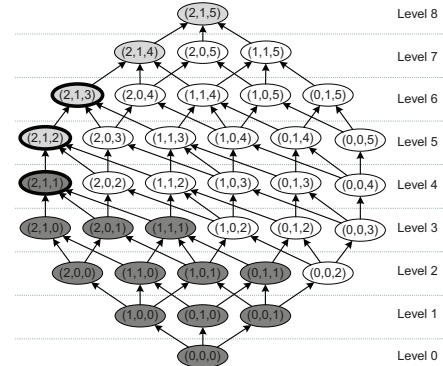 (2,1,5) Level 8
(2,1,4) (2,0,5) (1,1,5) Level 7
(2,1,3) (2,0,4) (1,1,4) (1,0,5) (0,1,5) Level 6
(2,1,2) (2,0,3) (1,1,3) (1,0,4) (0,1,4) (0,0,5) Level 5
(2,1,1) (2,0,2) (1,1,2) (1,0,3) (0,1,3) (0,0,4) Level 4
(2,1,0) (2,0,1) (1,1,1) (1,0,2) (0,1,2) (0,0,3) Level 3
(2,0,0) (1,1,0) (1,0,1) (0,1,1) (0,0,2) Level 2
(1,0,0) (0,1,0) (0,0,1) Level 1
(0,0,0) Level 0